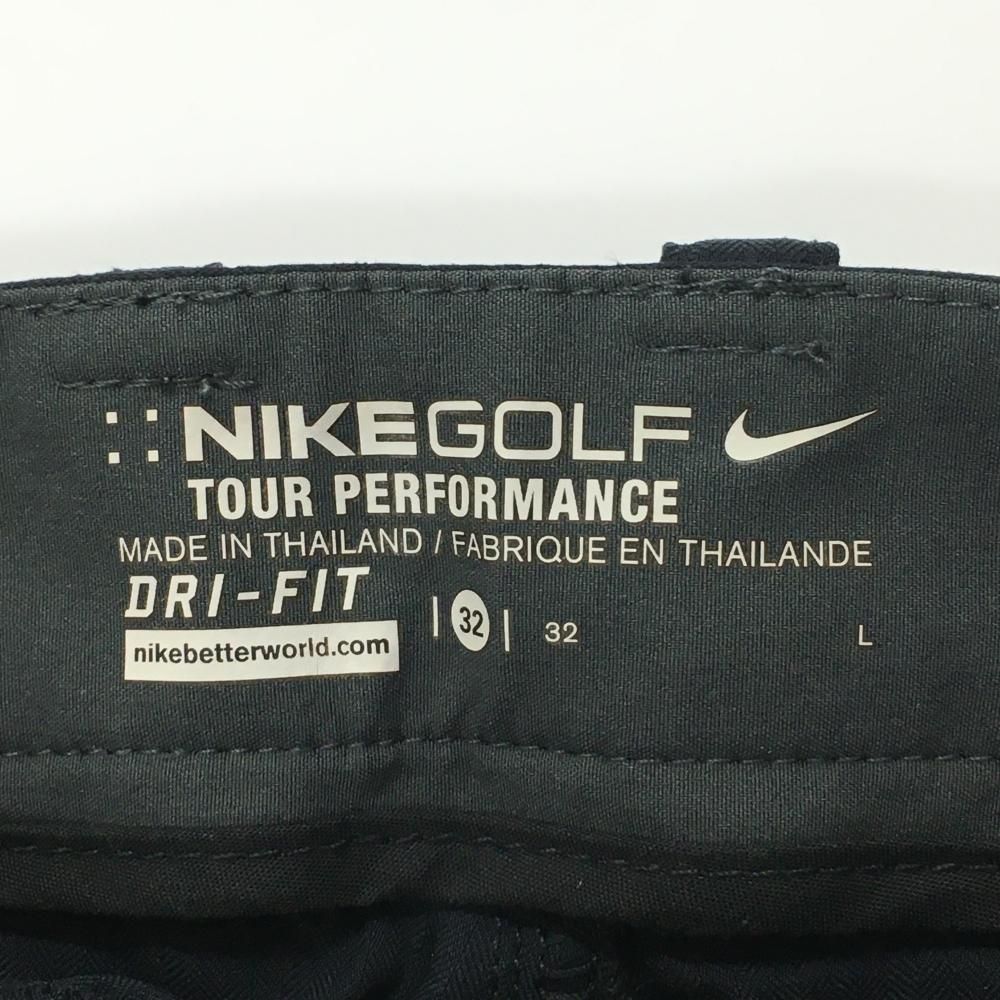 NIKEGOLF
TOUR PERFORMANCE
MADE IN THAILAND / FABRIQUE EN THAILANDE
DRI-FIT
| 32 | 32 L
nikebetterworld.com